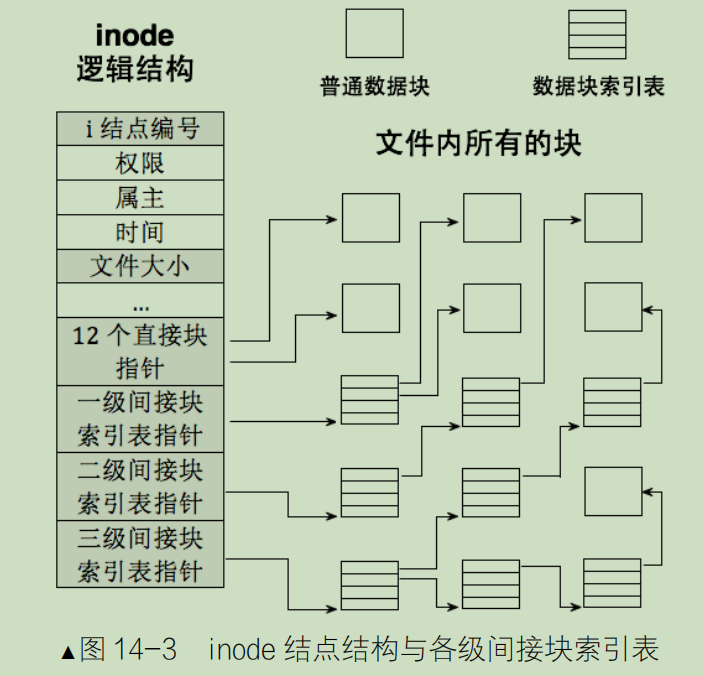 inode
逻辑结构
普通数据块
数据块索引表
文件内所有的块
i 结点编号
权限
属主
时间
文件大小
...
12 个直接块
指针
一级间接块
索引表指针
二级间接块
索引表指针
三级间接块
索引表指针
▲图 14-3 inode 结点结构与各级间接块索引表